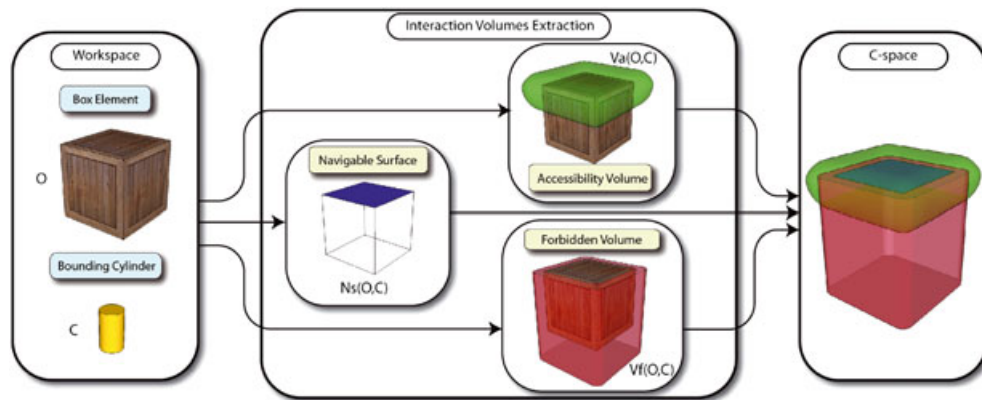 Workspace
Box Element
O
Bounding Cylinder
C
Interaction Volumes Extraction
Va(O,C)
Accessibility Volume
Navigable Surface
Ns(O,C)
Forbidden Volume
Vf(O,C)
C-space